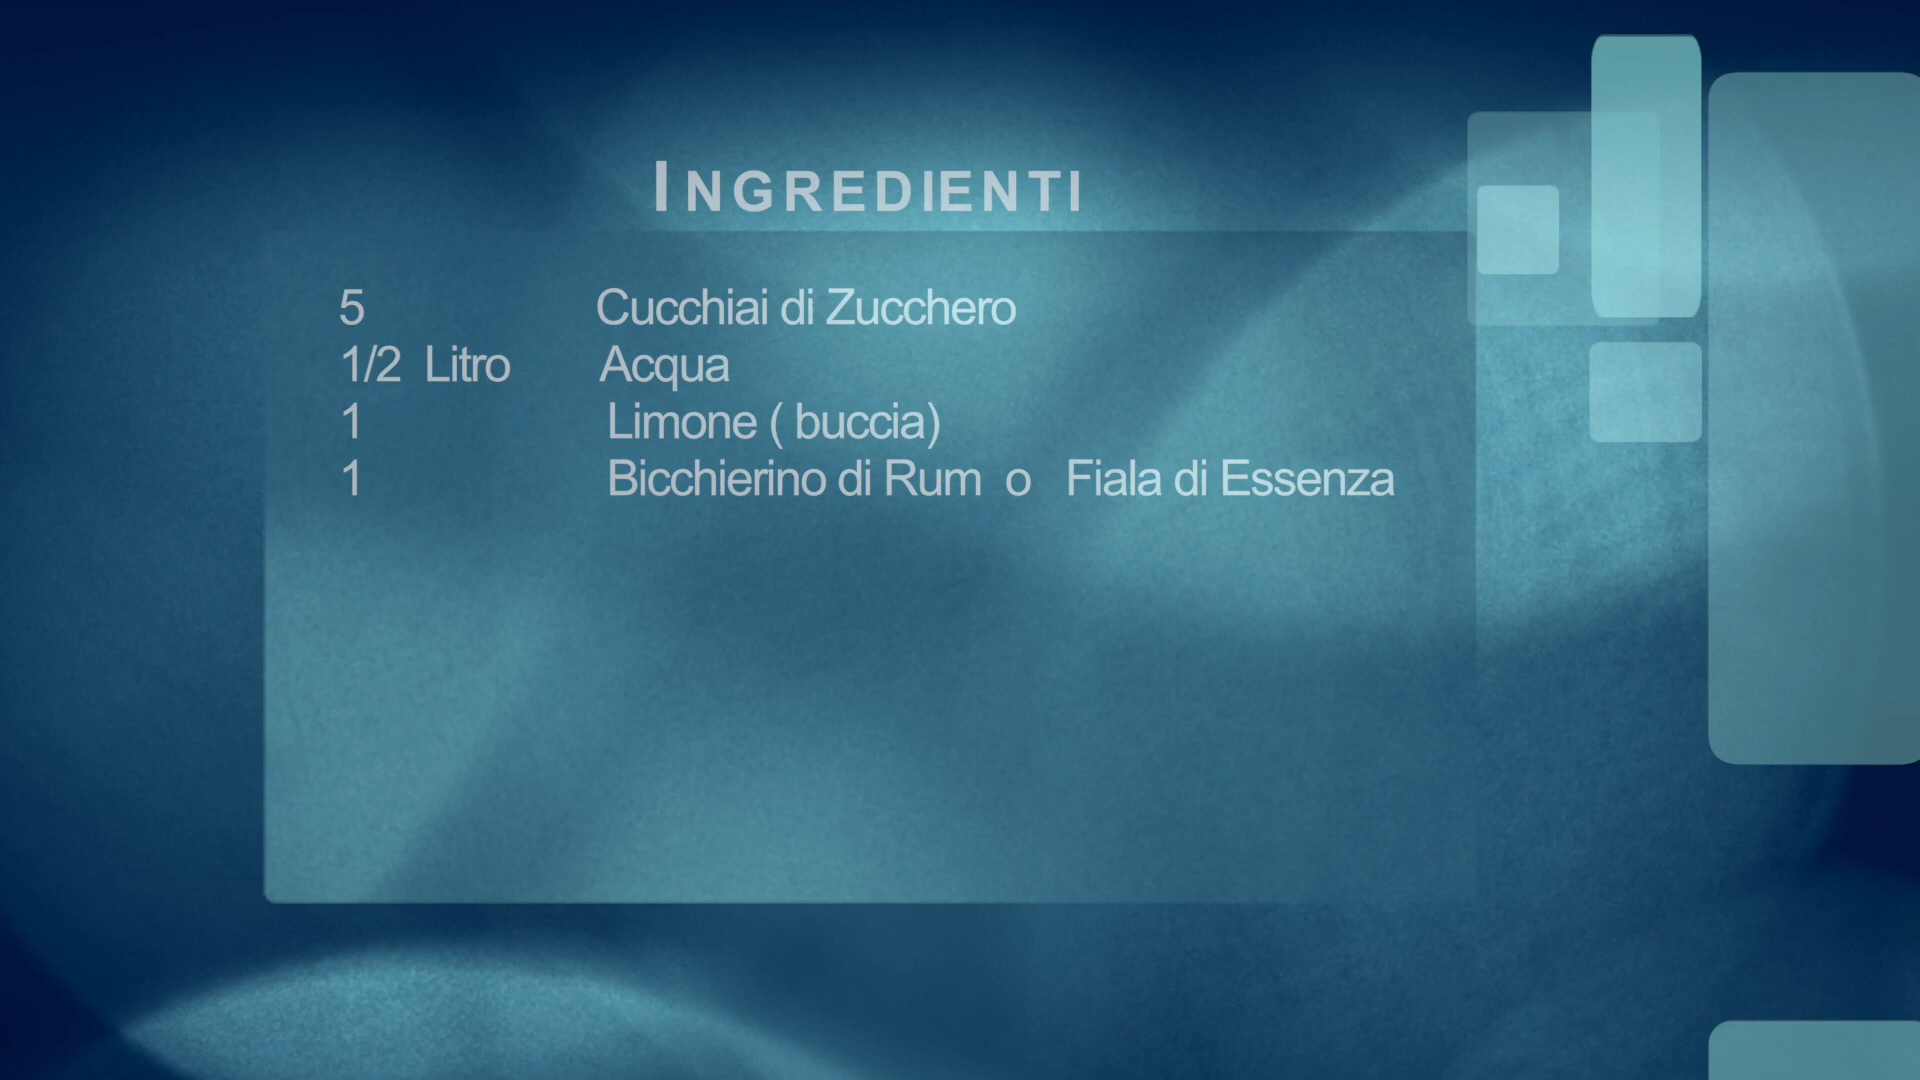 INGREDIENTI
5 Cucchiai di Zucchero
1/2 Litro Acqua
1 Limone ( buccia)
1 Bicchierino di Rum o Fiala di Essenza